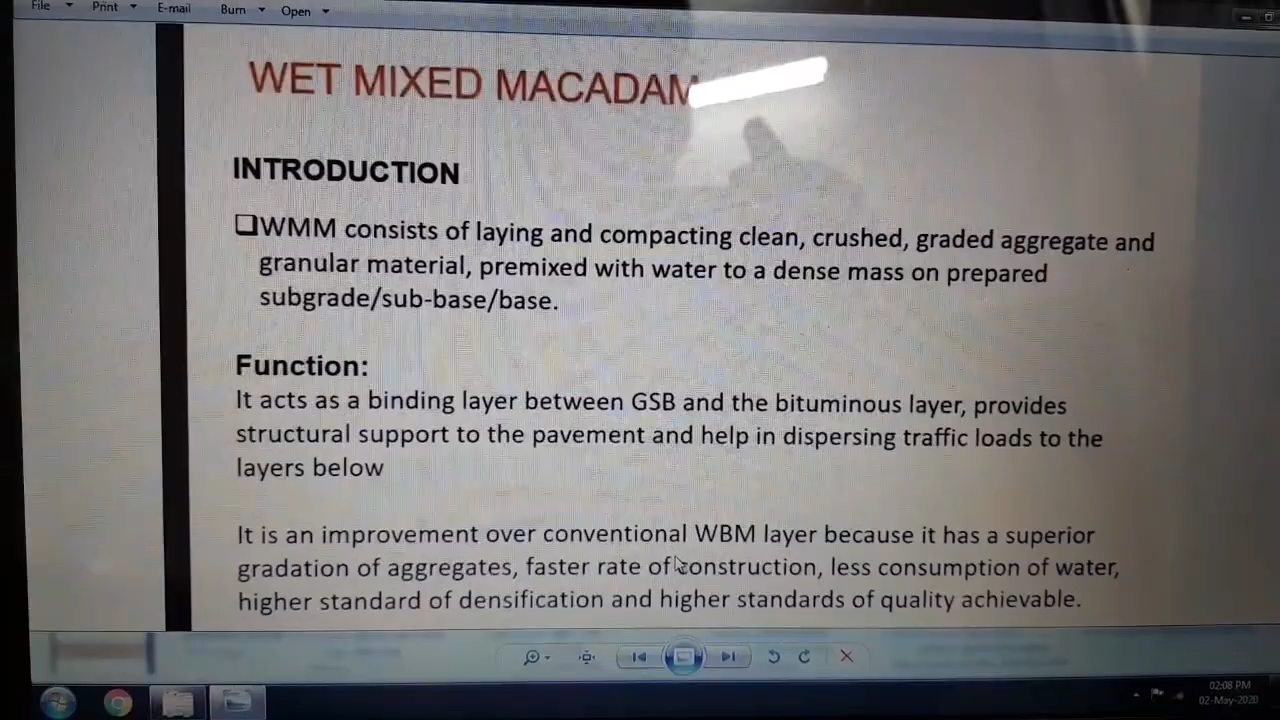 File Print E-mail Burn Open
WET MIXED MACADAM
INTRODUCTION
❑WMM consists of laying and compacting clean, crushed, graded aggregate and
granular material, premixed with water to a dense mass on prepared
subgrade/sub-base/base.
Function:
It acts as a binding layer between GSB and the bituminous layer, provides
structural support to the pavement and help in dispersing traffic loads to the
layers below
It is an improvement over conventional WBM layer because it has a superior
gradation of aggregates, faster rate of construction, less consumption of water,
higher standard of densification and higher standards of quality achievable.
02:08 PM
02-May-2020